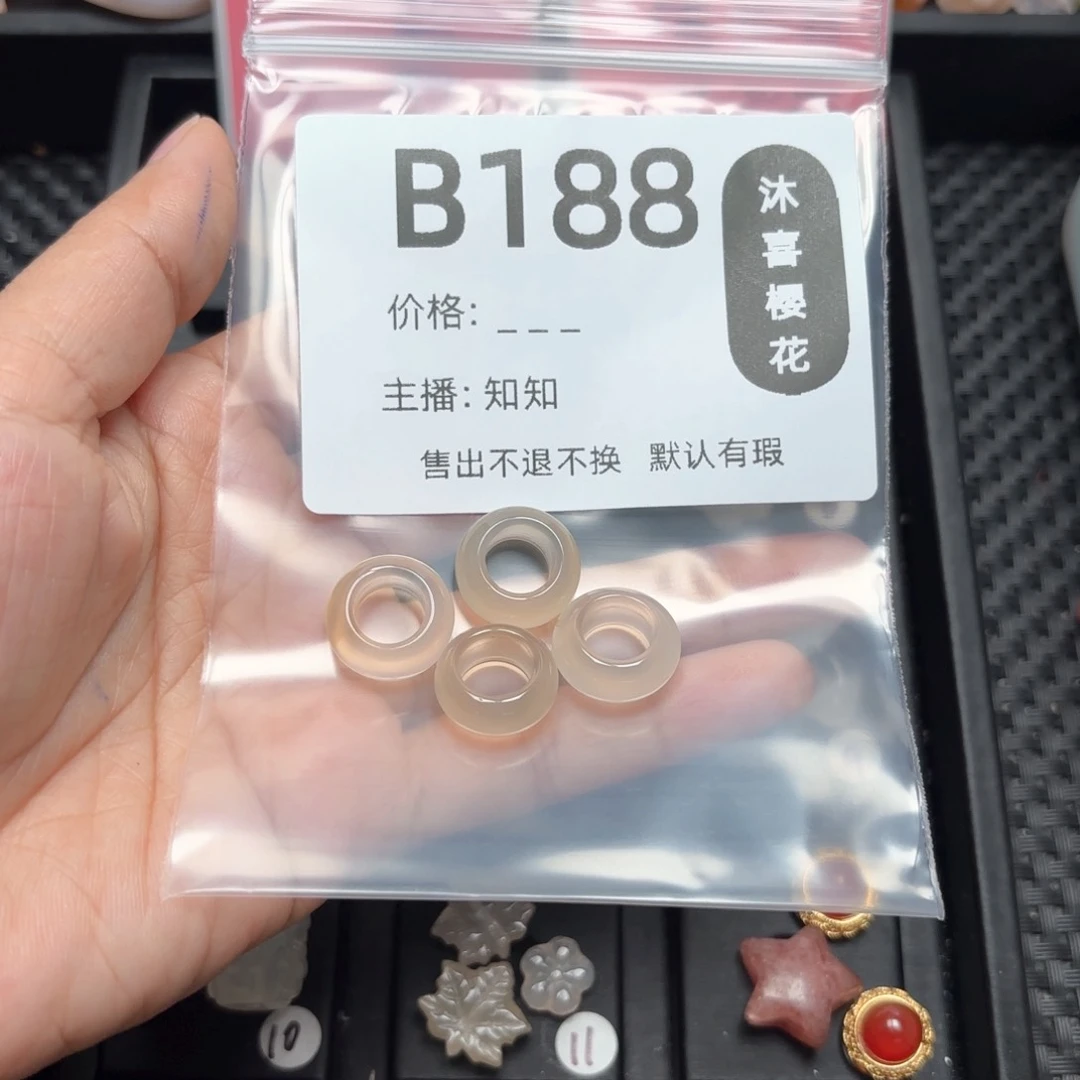 B188
沐喜樱花
价格: _ _ _
主播: 知知
售出不退不换 默认有瑕
10
11